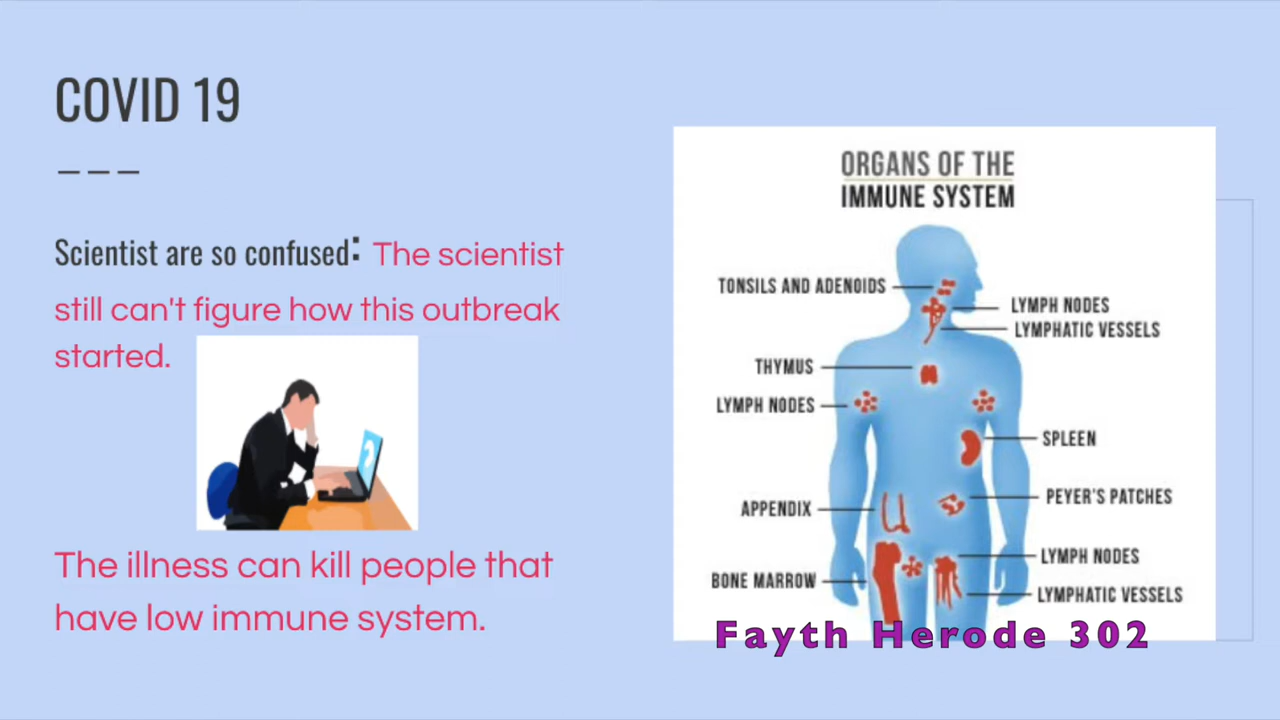 COVID 19
Scientist are so confused: The scientist
still can't figure how this outbreak
started.
The illness can kill people that
have low immune system.
ORGANS OF THE
IMMUNE SYSTEM
TONSILS AND ADENOIDS
LYMPH NODES
LYMPHATIC VESSELS
THYMUS
LYMPH NODES
SPLEEN
PEYER'S PATCHES
APPENDIX
LYMPH NODES
BONE MARROW
LYMPHATIC VESSELS
Fayth Herode 302